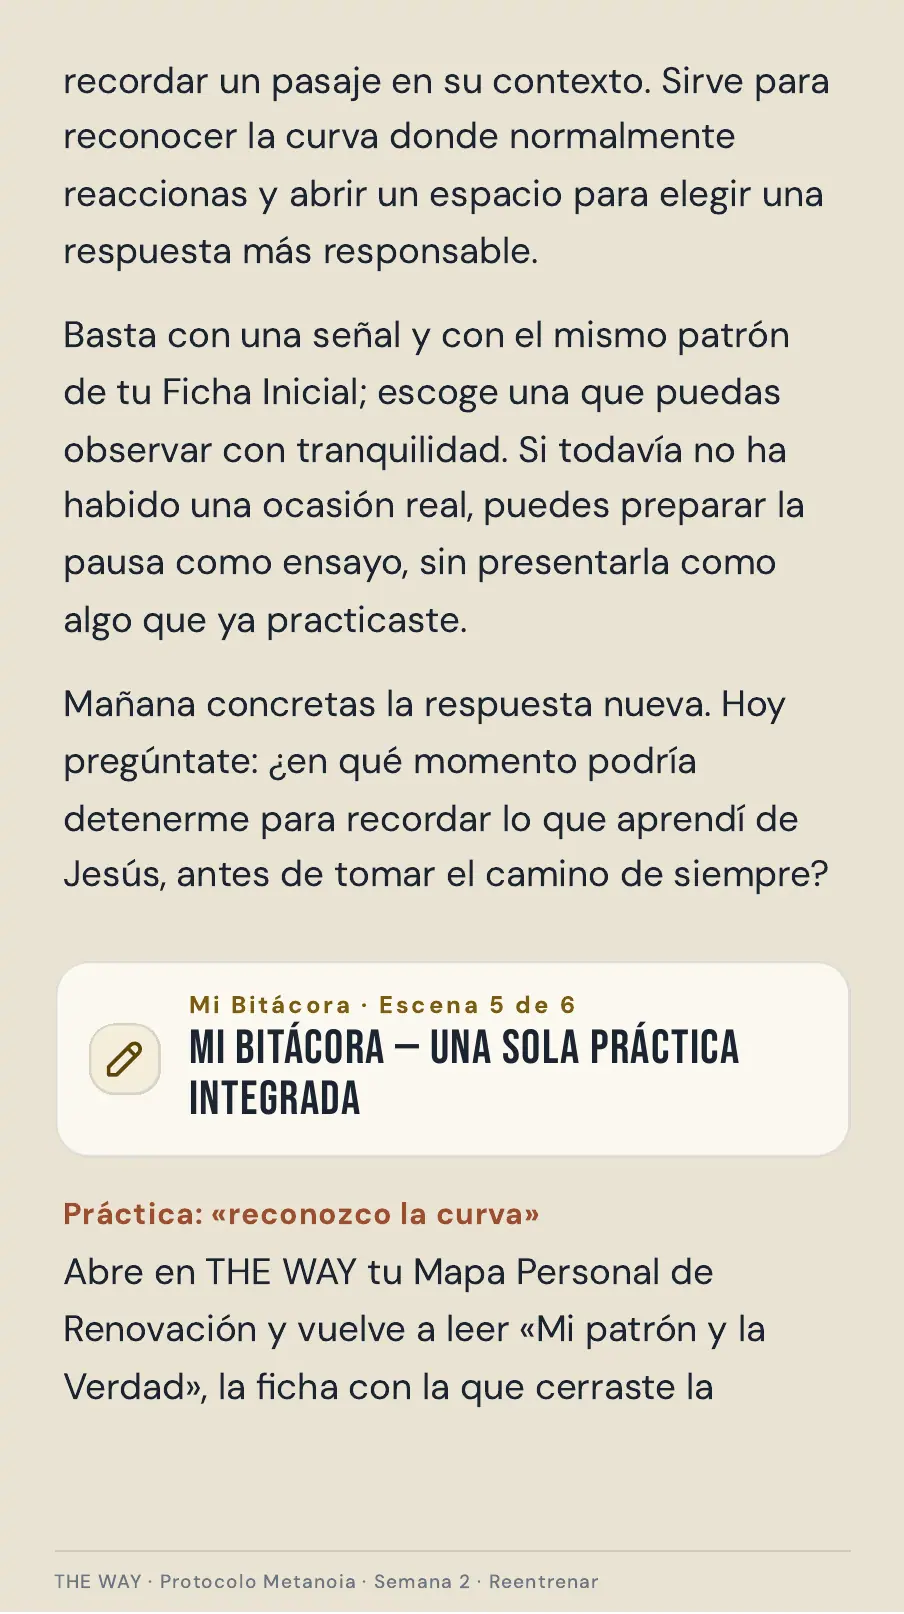 recordar un pasaje en su contexto. Sirve para
reconocer la curva donde normalmente
reaccionas y abrir un espacio para elegir una
respuesta más responsable.
Basta con una señal y con el mismo patrón
de tu Ficha Inicial; escoge una que puedas
observar con tranquilidad. Si todavía no ha
habido una ocasión real, puedes preparar la
pausa como ensayo, sin presentarla como
algo que ya practicaste.
Mañana concretas la respuesta nueva. Hoy
pregúntate: ¿en qué momento podría
detenerme para recordar lo que aprendí de
Jesús, antes de tomar el camino de siempre?
Mi Bitácora · Escena 5 de 6
MI BITÁCORA — UNA SOLA PRÁCTICA
INTEGRADA
Práctica: «reconozco la curva»
Abre en THE WAY tu Mapa Personal de
Renovación y vuelve a leer «Mi patrón y la
Verdad», la ficha con la que cerraste la
THE WAY · Protocolo Metanoia · Semana 2 · Reentrenar